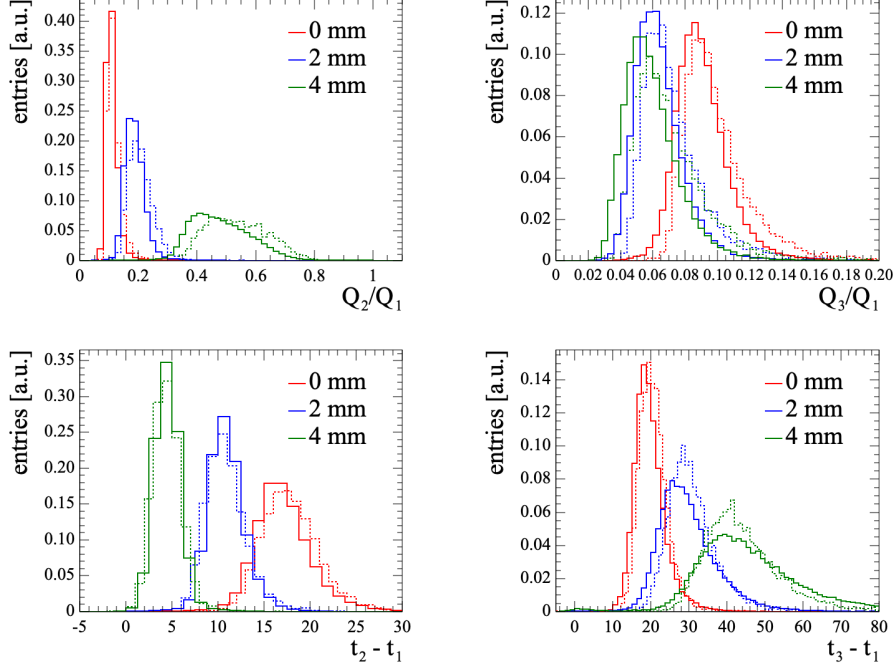 entries [a.u.]
0.40
0.35
0.30
0.25
0.20
0.15
0.10
0.05
0
0 mm
2 mm
4 mm
0 0.2 0.4 0.6 0.8 1
Q₂/Q₁
entries [a.u.]
0.12
0.10
0.08
0.06
0.04
0.02
0
0 mm
2 mm
4 mm
0 0.02 0.04 0.06 0.08 0.10 0.12 0.14 0.16 0.18 0.20
Q₃/Q₁
entries [a.u.]
0.35
0.30
0.25
0.20
0.15
0.10
0.05
0
0 mm
2 mm
4 mm
-5 0 5 10 15 20 25 30
t₂ - t₁
entries [a.u.]
0.14
0.12
0.10
0.08
0.06
0.04
0.02
0
0 mm
2 mm
4 mm
0 10 20 30 40 50 60 70 80
t₃ - t₁